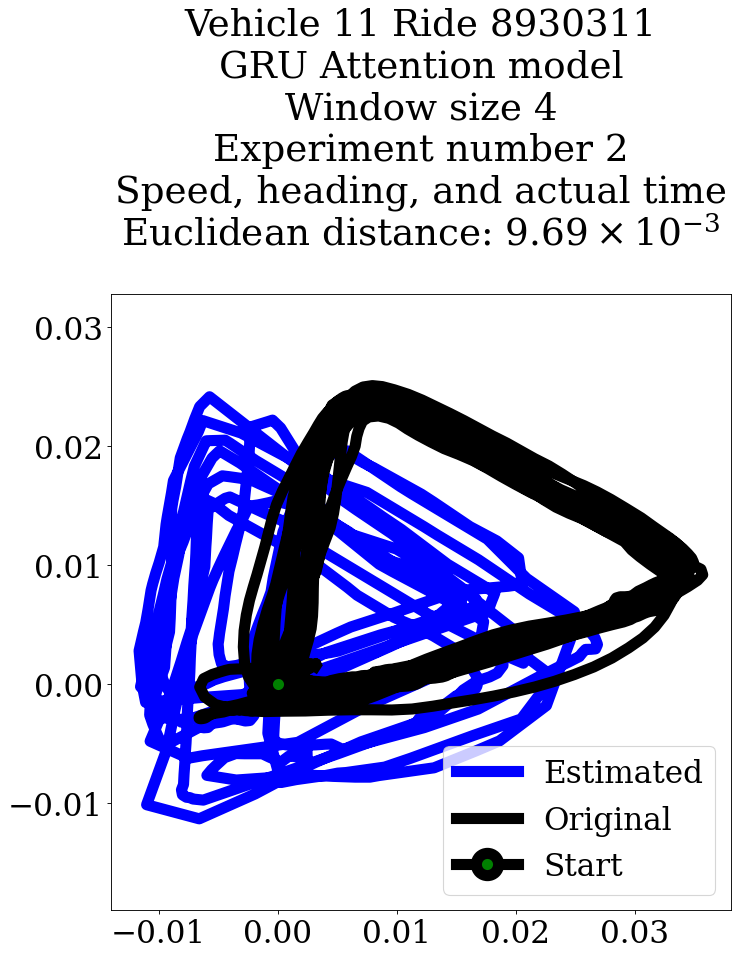 Vehicle 11 Ride 8930311
GRU Attention model
Window size 4
Experiment number 2
Speed, heading, and actual time
Euclidean distance: 9.69 × 10⁻³
0.03
0.02
0.01
0.00
−0.01
Estimated
Original
Start
−0.01 0.00 0.01 0.02 0.03